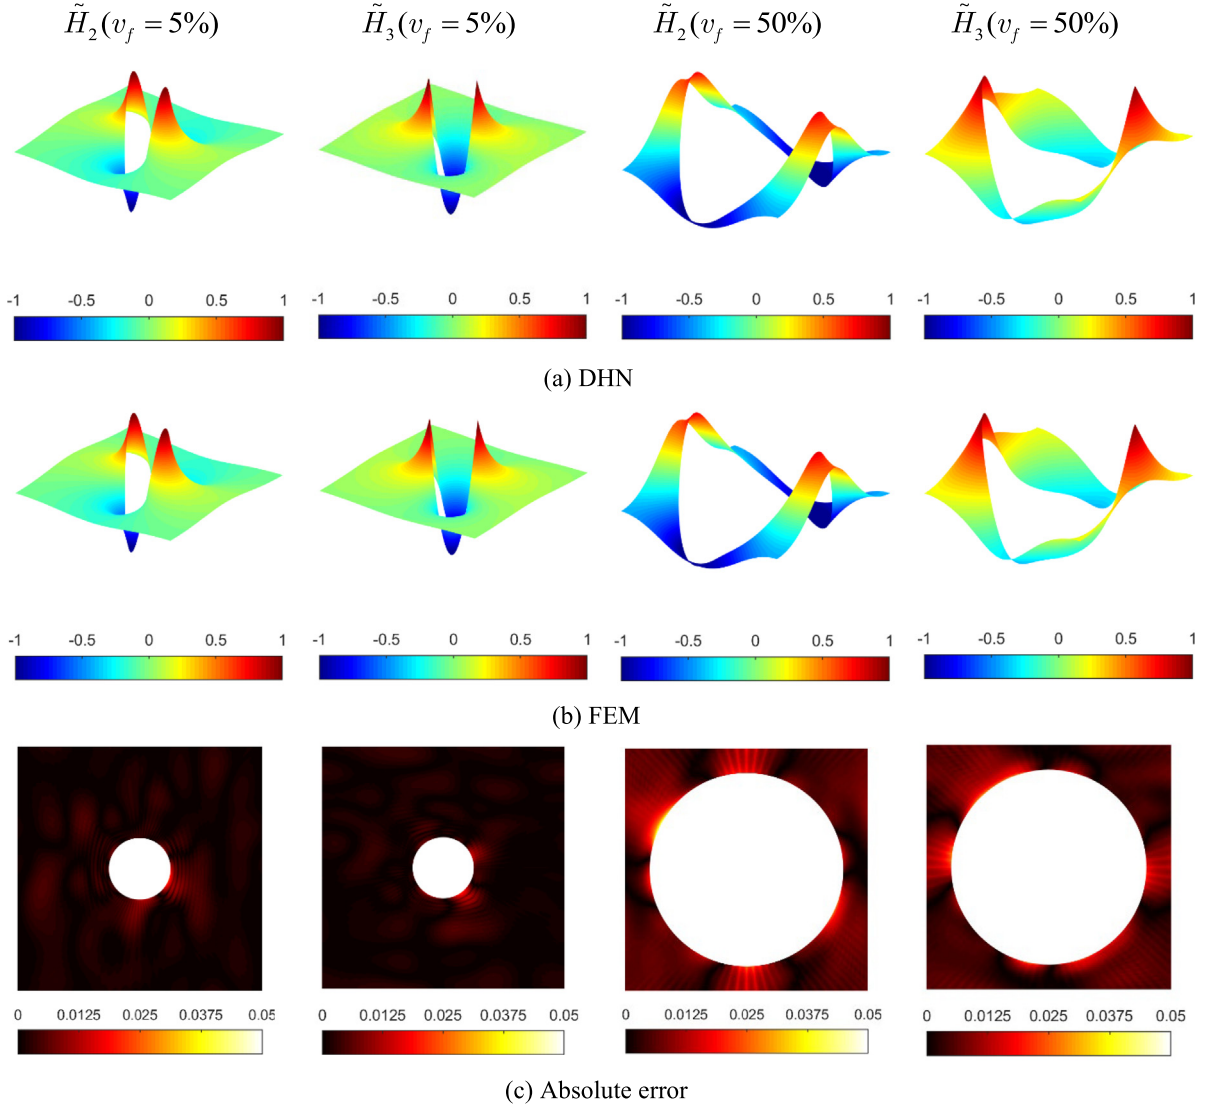 H̃₂(v_f = 5%) H̃₃(v_f = 5%) H̃₂(v_f = 50%) H̃₃(v_f = 50%)
-1 -0.5 0 0.5 1 -1 -0.5 0 0.5 1 -1 -0.5 0 0.5 1 -1 -0.5 0 0.5 1
(a) DHN
-1 -0.5 0 0.5 1 -1 -0.5 0 0.5 1 -1 -0.5 0 0.5 1 -1 -0.5 0 0.5 1
(b) FEM
0 0.0125 0.025 0.0375 0.05 0 0.0125 0.025 0.0375 0.05 0 0.0125 0.025 0.0375 0.05 0 0.0125 0.025 0.0375 0.05
(c) Absolute error